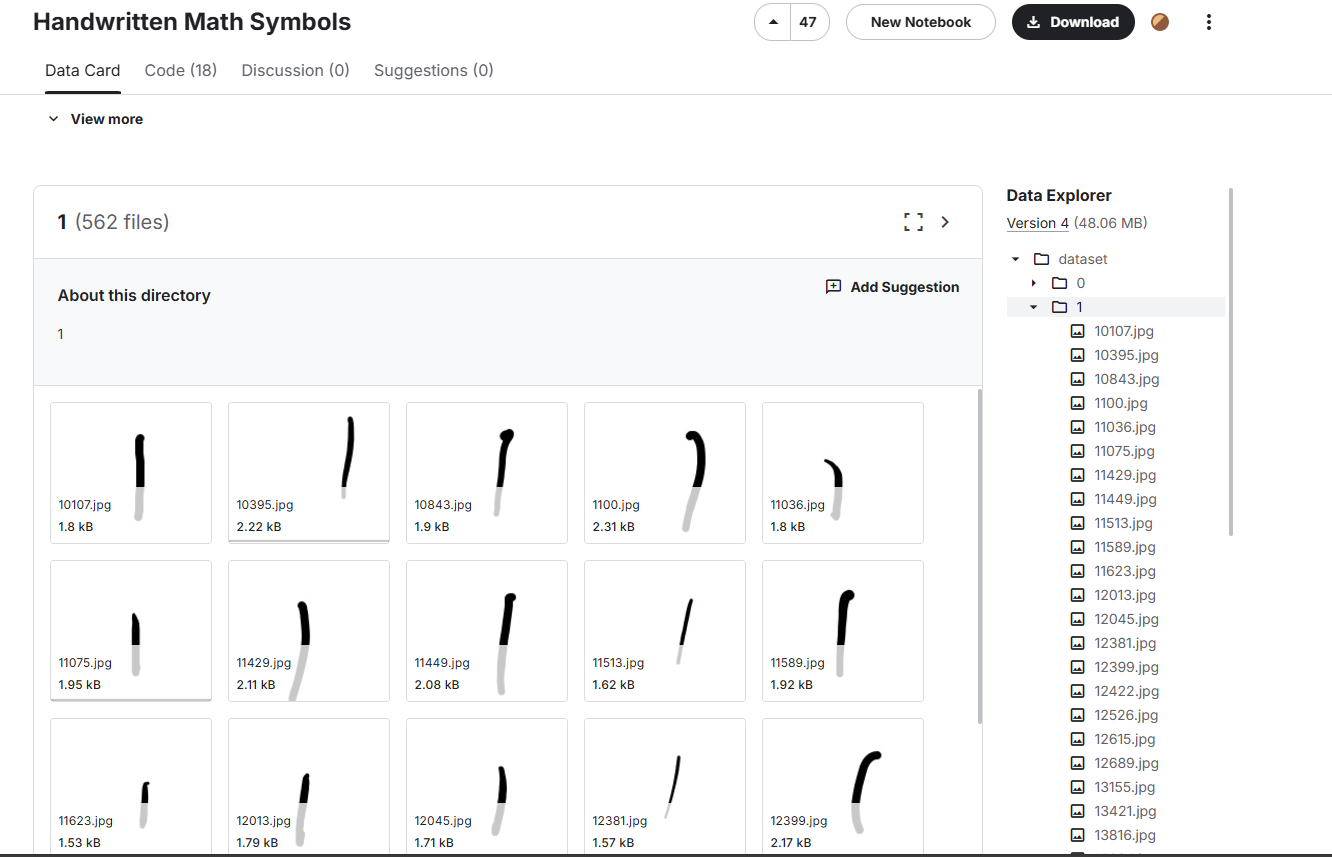 Handwritten Math Symbols
47
New Notebook
Download
Data Card
Code (18)
Discussion (0)
Suggestions (0)
View more
1 (562 files)
About this directory
Add Suggestion
1
10107.jpg
1.8 kB
10395.jpg
2.22 kB
10843.jpg
1.9 kB
1100.jpg
2.31 kB
11036.jpg
1.8 kB
11075.jpg
1.95 kB
11429.jpg
2.11 kB
11449.jpg
2.08 kB
11513.jpg
1.62 kB
11589.jpg
1.92 kB
11623.jpg
1.53 kB
12013.jpg
1.79 kB
12045.jpg
1.71 kB
12381.jpg
1.57 kB
12399.jpg
2.17 kB
Data Explorer
Version 4 (48.06 MB)
dataset
0
1
10107.jpg
10395.jpg
10843.jpg
1100.jpg
11036.jpg
11075.jpg
11429.jpg
11449.jpg
11513.jpg
11589.jpg
11623.jpg
12013.jpg
12045.jpg
12381.jpg
12399.jpg
12422.jpg
12526.jpg
12615.jpg
12689.jpg
13155.jpg
13421.jpg
13816.jpg